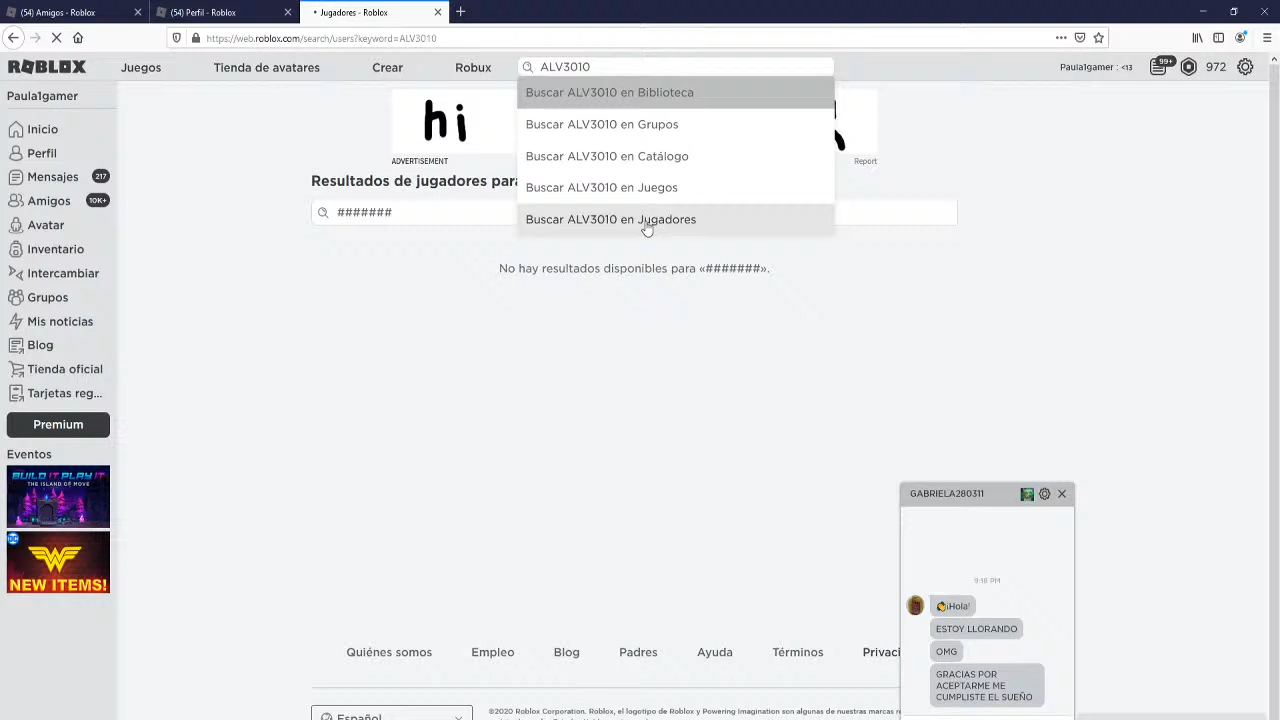 (54) Amigos - Roblox
(54) Perfil - Roblox
Jugadores - Roblox
https://web.roblox.com/search/users?keyword=ALV3010
ROBLOX
Juegos
Tienda de avatares
Crear
Robux
ALV3010
Paula1gamer : <13
99+
972
Paula1gamer
Inicio
Perfil
Mensajes 217
Amigos 10K+
Avatar
Inventario
Intercambiar
Grupos
Mis noticias
Blog
Tienda oficial
Tarjetas reg...
Premium
Eventos
BUILD IT PLAY IT
THE ISLAND OF MOVE
DC
NEW ITEMS!
hi
ADVERTISEMENT
Report
Buscar ALV3010 en Biblioteca
Buscar ALV3010 en Grupos
Buscar ALV3010 en Catálogo
Buscar ALV3010 en Juegos
Buscar ALV3010 en Jugadores
Resultados de jugadores para
#######
No hay resultados disponibles para «#######».
GABRIELA280311
9:18 PM
¡Hola!
ESTOY LLORANDO
OMG
GRACIAS POR
ACEPTARME ME
CUMPLISTE EL SUEÑO
Quiénes somos
Empleo
Blog
Padres
Ayuda
Términos
Privaci
Español
©2020 Roblox Corporation. Roblox, el logotipo de Roblox y Powering Imagination son algunas de nuestras marcas re